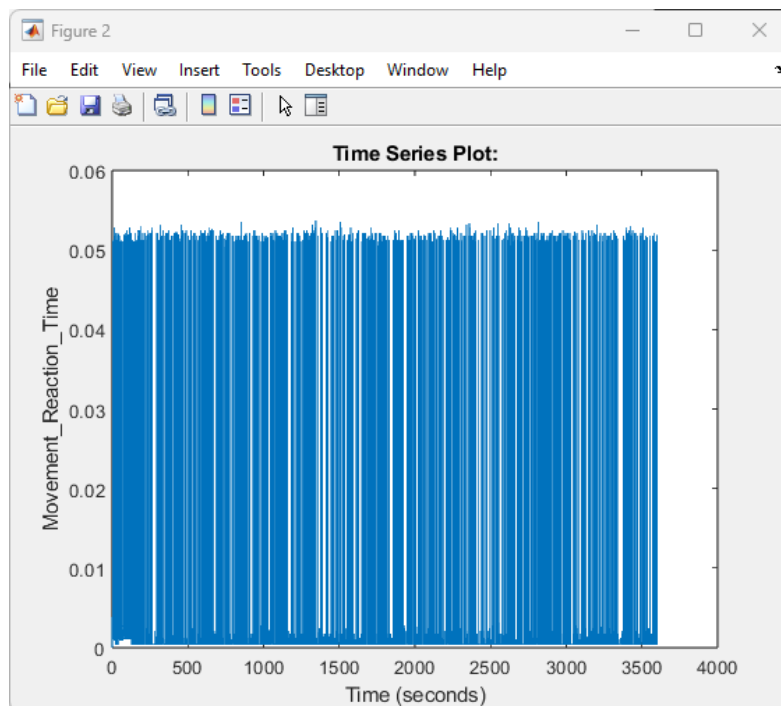 Figure 2
File Edit View Insert Tools Desktop Window Help
Time Series Plot:
0.06
0.05
0.04
0.03
0.02
0.01
0
Movement_Reaction_Time
0 500 1000 1500 2000 2500 3000 3500 4000
Time (seconds)